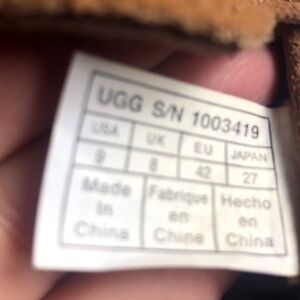 UGG S/N 1003419
USA UK EU JAPAN
9 8 42 27
Made Fabrique Hecho
in en en
China Chine China